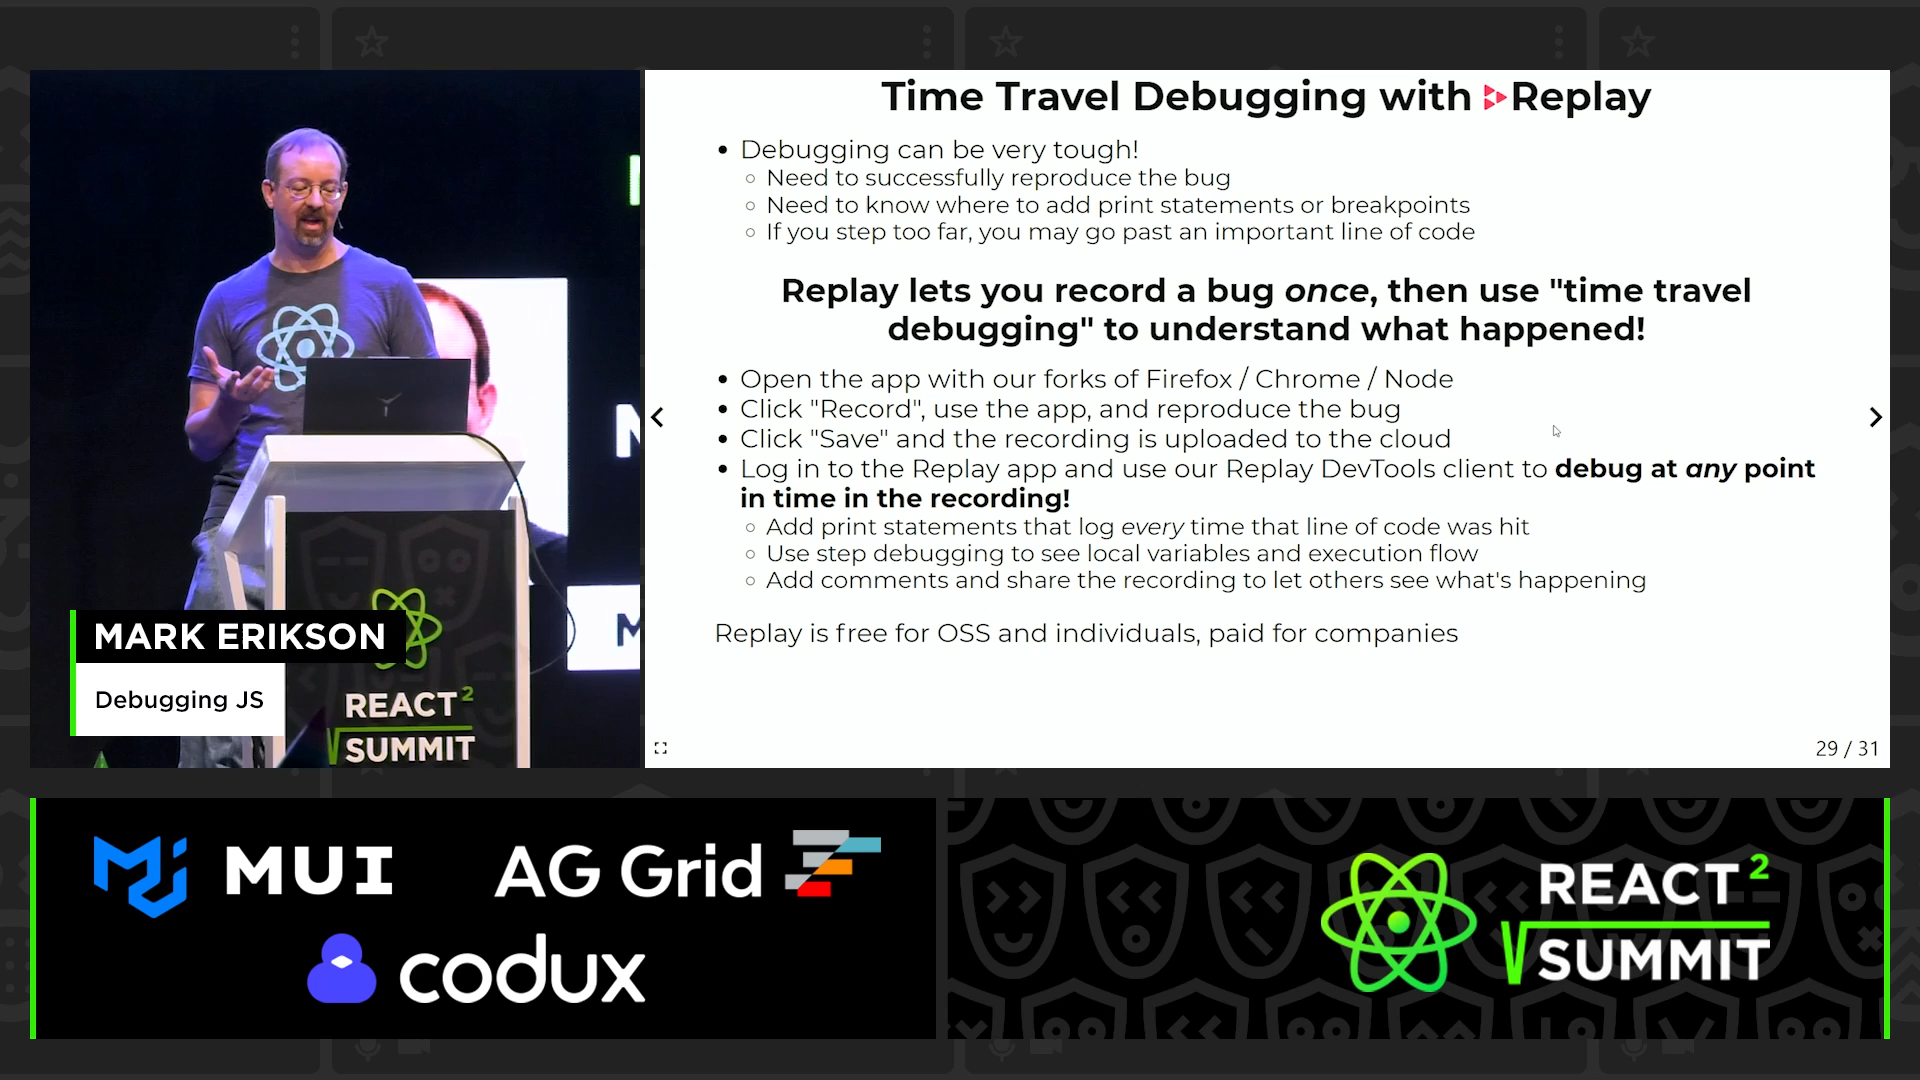 Time Travel Debugging with Replay
• Debugging can be very tough!
○ Need to successfully reproduce the bug
○ Need to know where to add print statements or breakpoints
○ If you step too far, you may go past an important line of code
Replay lets you record a bug once, then use "time travel
debugging" to understand what happened!
• Open the app with our forks of Firefox / Chrome / Node
• Click "Record", use the app, and reproduce the bug
• Click "Save" and the recording is uploaded to the cloud
• Log in to the Replay app and use our Replay DevTools client to debug at any point
in time in the recording!
○ Add print statements that log every time that line of code was hit
○ Use step debugging to see local variables and execution flow
○ Add comments and share the recording to let others see what's happening
Replay is free for OSS and individuals, paid for companies
29 / 31
MARK ERIKSON
Debugging JS
REACT 2
SUMMIT
MUI
AG Grid
codux
REACT 2
SUMMIT